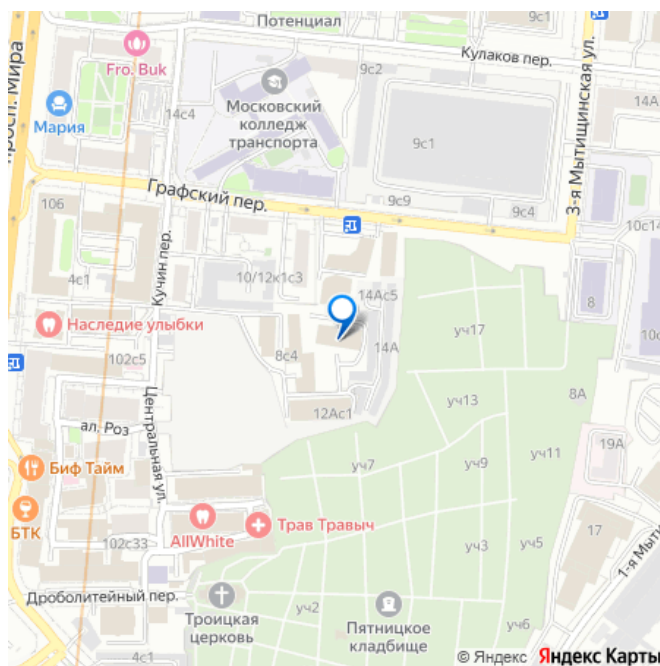 Потенциал
9с1
9с1
Кулаков пер.
просп. Мира
Fro. Buk
9с2
14с4
Московский
колледж
транспорта
14А
Мария
9с1
3-я Мытищинская ул.
Графский пер.
9с9
9с4
106
10с14
Кучин пер.
4с1
10/12к1с3
14Ас5
8
Наследие улыбки
уч17
102с5
8с4
14А
Центральная ул.
12Ас1
уч13
8А
ал. Роз
19А
Биф Тайм
уч7
уч9
уч11
БТК
AllWhite
Трав Травыч
17
102с33
уч3
уч5
1-я Мыти
Дроболитейный пер.
уч2
Троицкая
церковь
Пятницкое
кладбище
уч6
4с1
© Яндекс Яндекс Карты